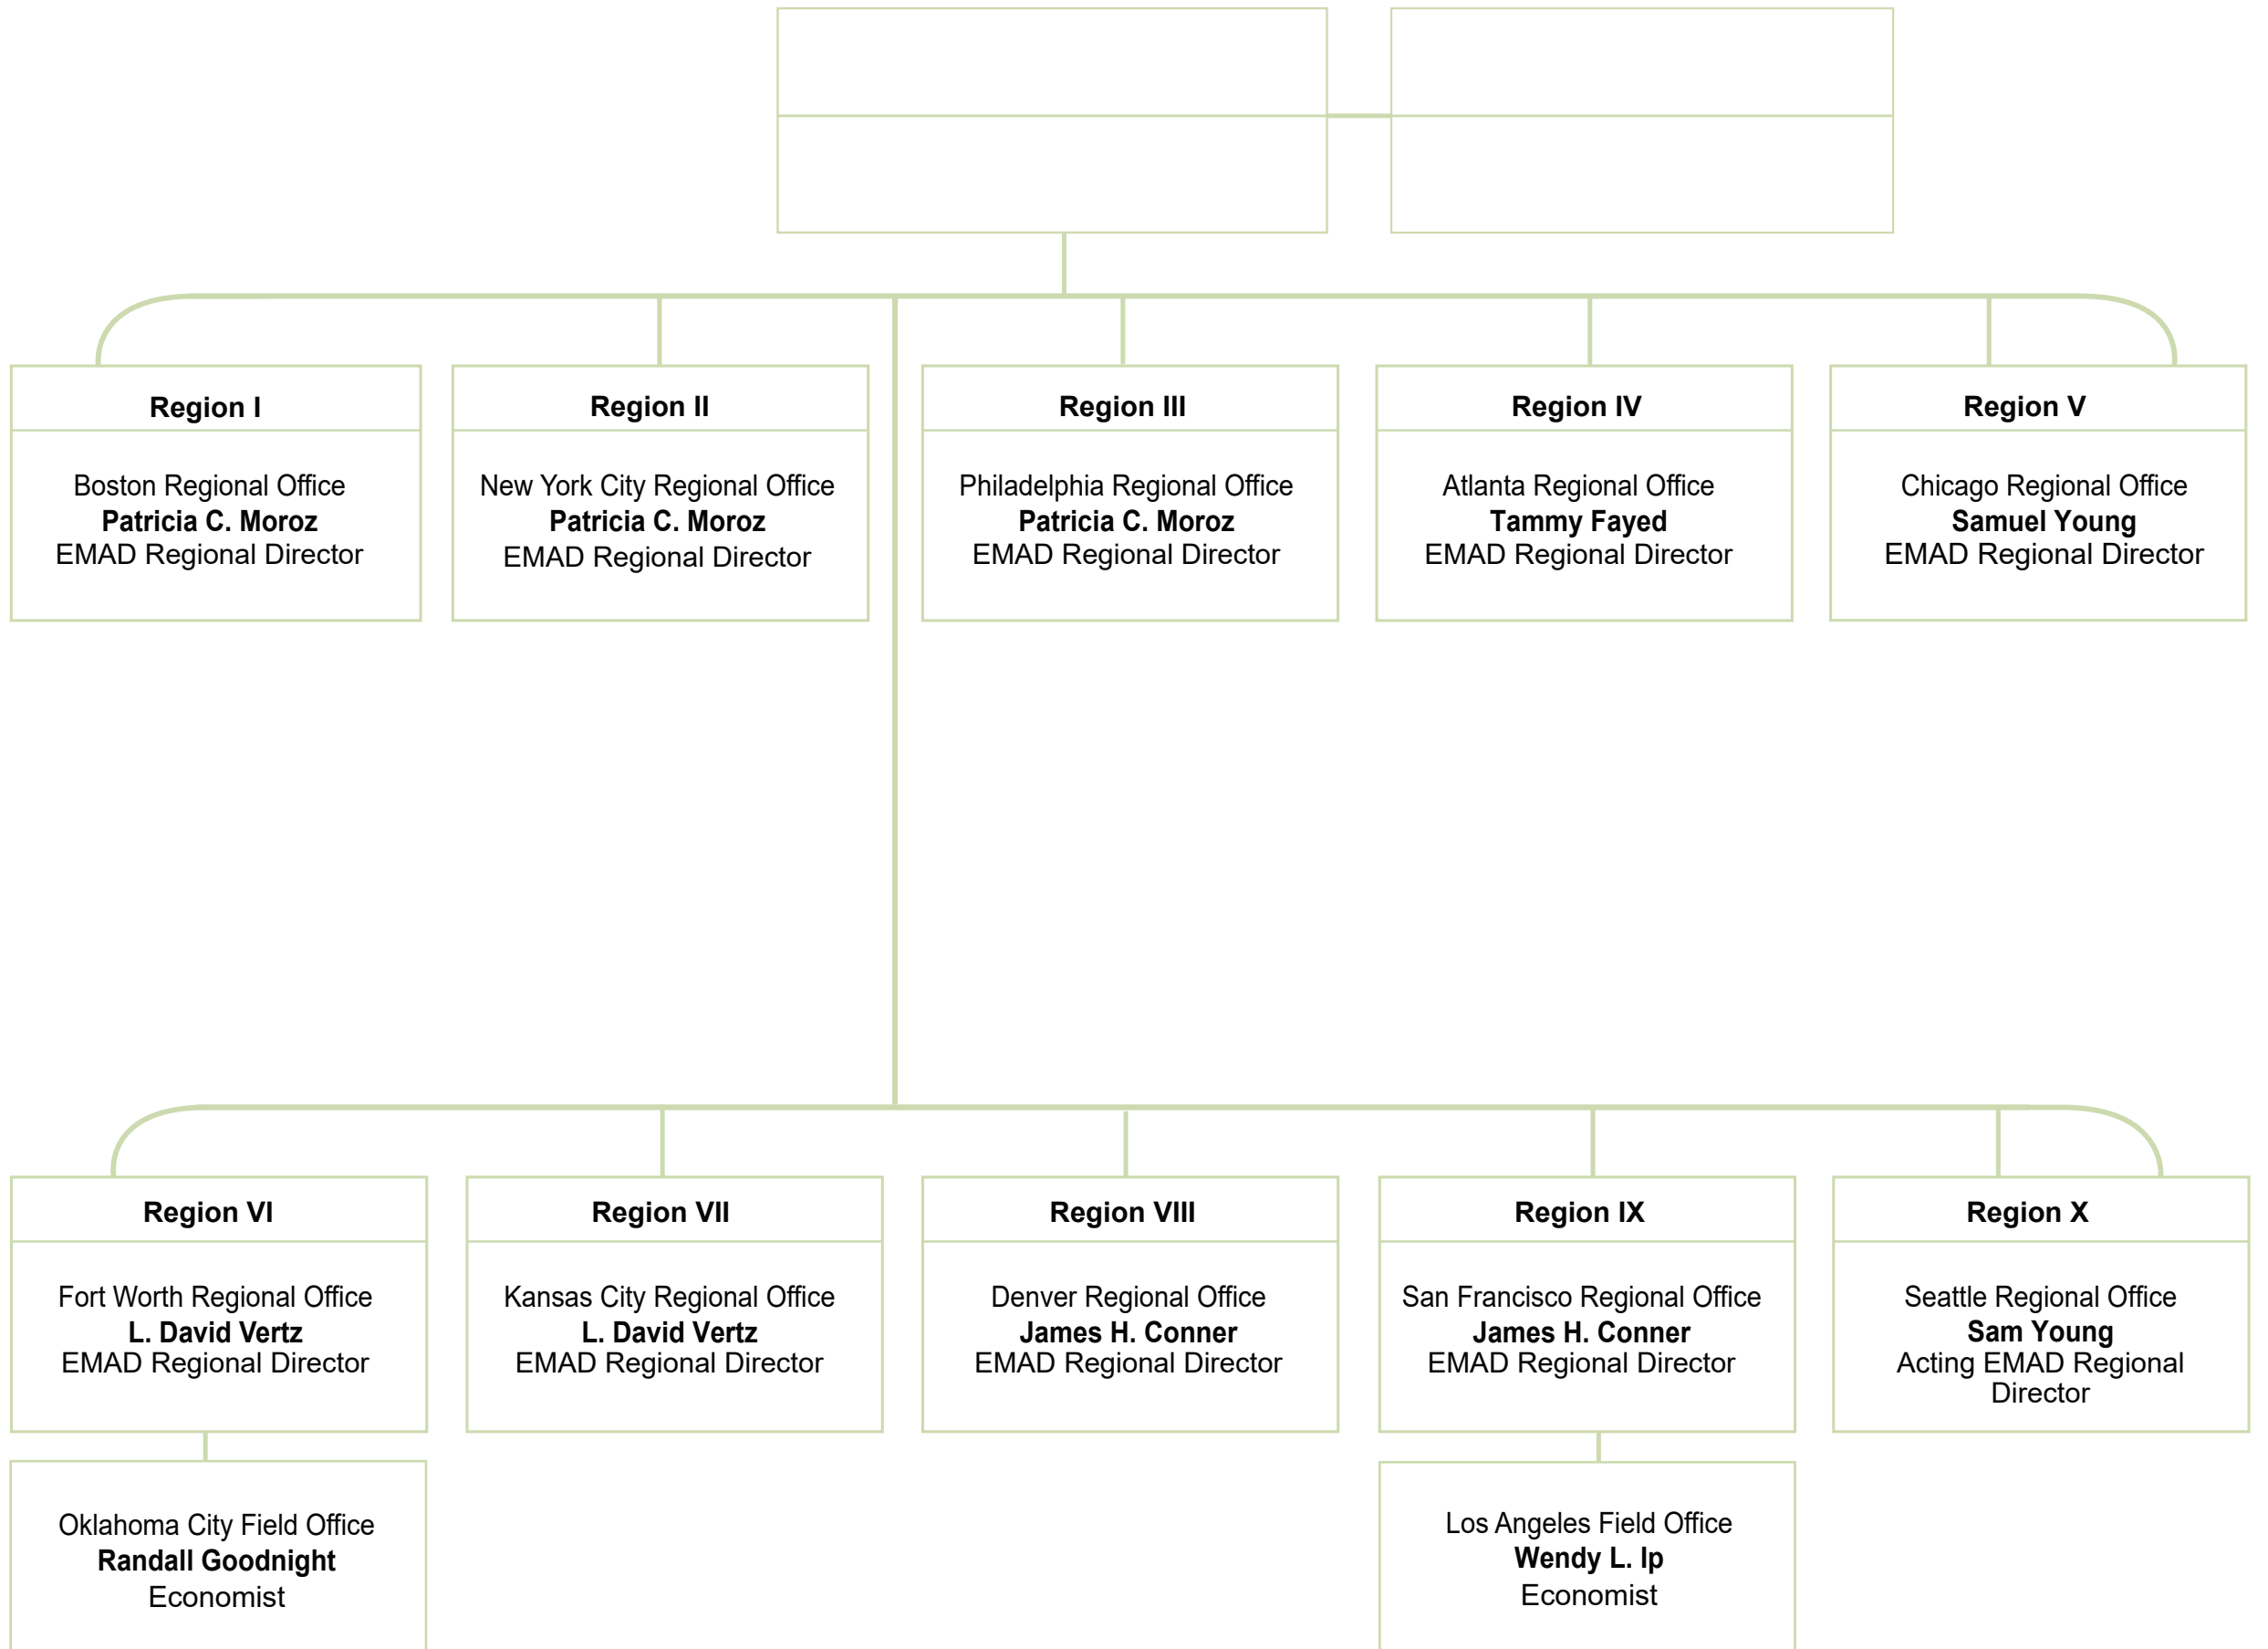 Region I
Boston Regional Office
Patricia C. Moroz
EMAD Regional Director
Region II
New York City Regional Office
Patricia C. Moroz
EMAD Regional Director
Region III
Philadelphia Regional Office
Patricia C. Moroz
EMAD Regional Director
Region IV
Atlanta Regional Office
Tammy Fayed
EMAD Regional Director
Region V
Chicago Regional Office
Samuel Young
EMAD Regional Director
Region VI
Fort Worth Regional Office
L. David Vertz
EMAD Regional Director
Oklahoma City Field Office
Randall Goodnight
Economist
Region VII
Kansas City Regional Office
L. David Vertz
EMAD Regional Director
Region VIII
Denver Regional Office
James H. Conner
EMAD Regional Director
Region IX
San Francisco Regional Office
James H. Conner
EMAD Regional Director
Los Angeles Field Office
Wendy L. Ip
Economist
Region X
Seattle Regional Office
Sam Young
Acting EMAD Regional
Director